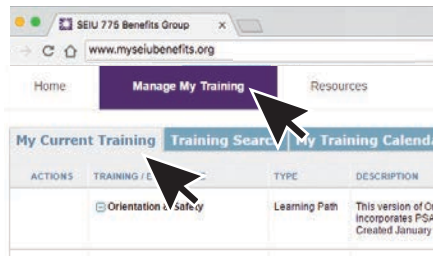 SEIU 775 Benefits Group x
www.myseiubenefits.org
Home Manage My Training Resources
My Current Training Training Search My Training
ACTIONS TRAINING / TYPE DESCRIPTION
Orientation & Safety Learning Path This version of
incorporates
Created January